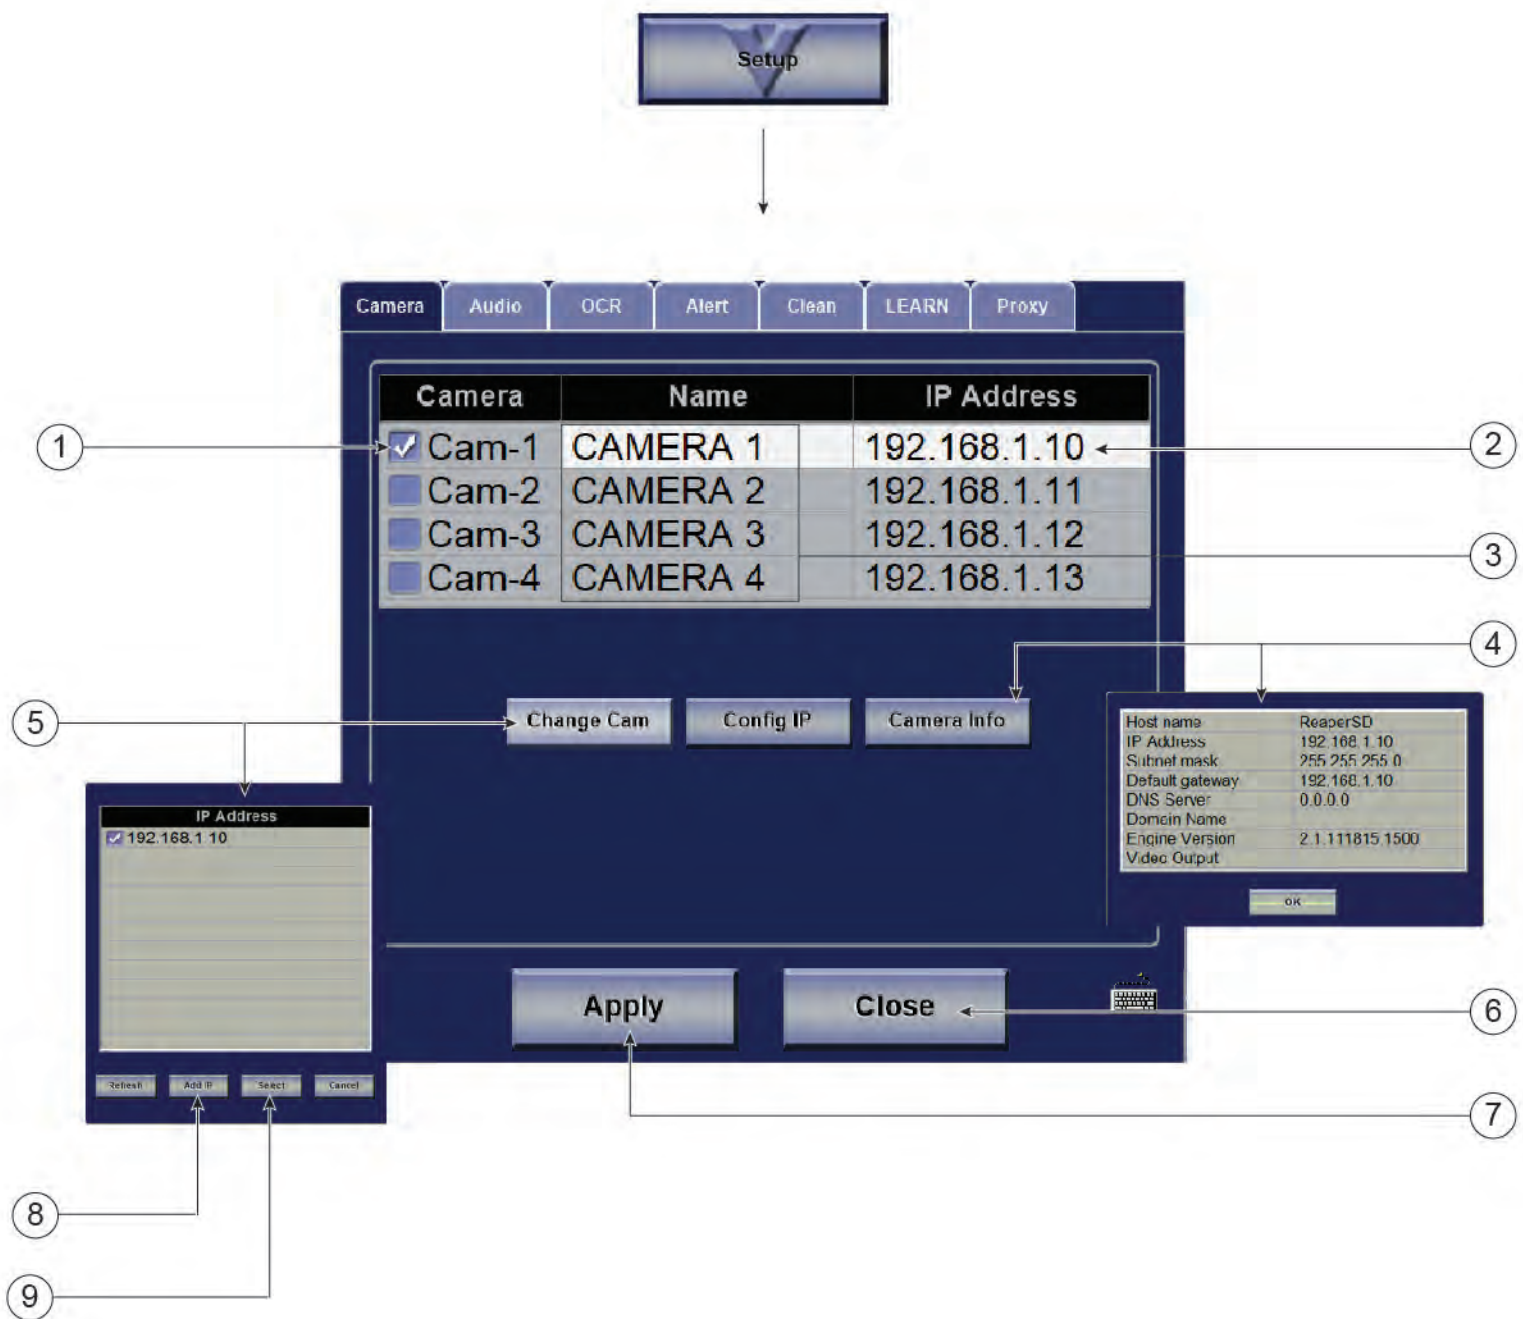 Setup
Camera Audio OCR Alert Clean LEARN Proxy
Camera Name IP Address
1
Cam-1 CAMERA 1 192.168.1.10
2
Cam-2 CAMERA 2 192.168.1.11
Cam-3 CAMERA 3 192.168.1.12
3
Cam-4 CAMERA 4 192.168.1.13
4
5
Change Cam Config IP Camera Info
Host name ReaperSD
IP Address 192.168.1.10
Subnet mask 255.255.255.0
Default gateway 192.168.1.10
DNS Server 0.0.0.0
Domain Name
Engine Version 2.1.111815.1500
Video Output
OK
IP Address
192.168.1.10
Apply Close
6
Refresh Add IP Select Cancel
7
8
9